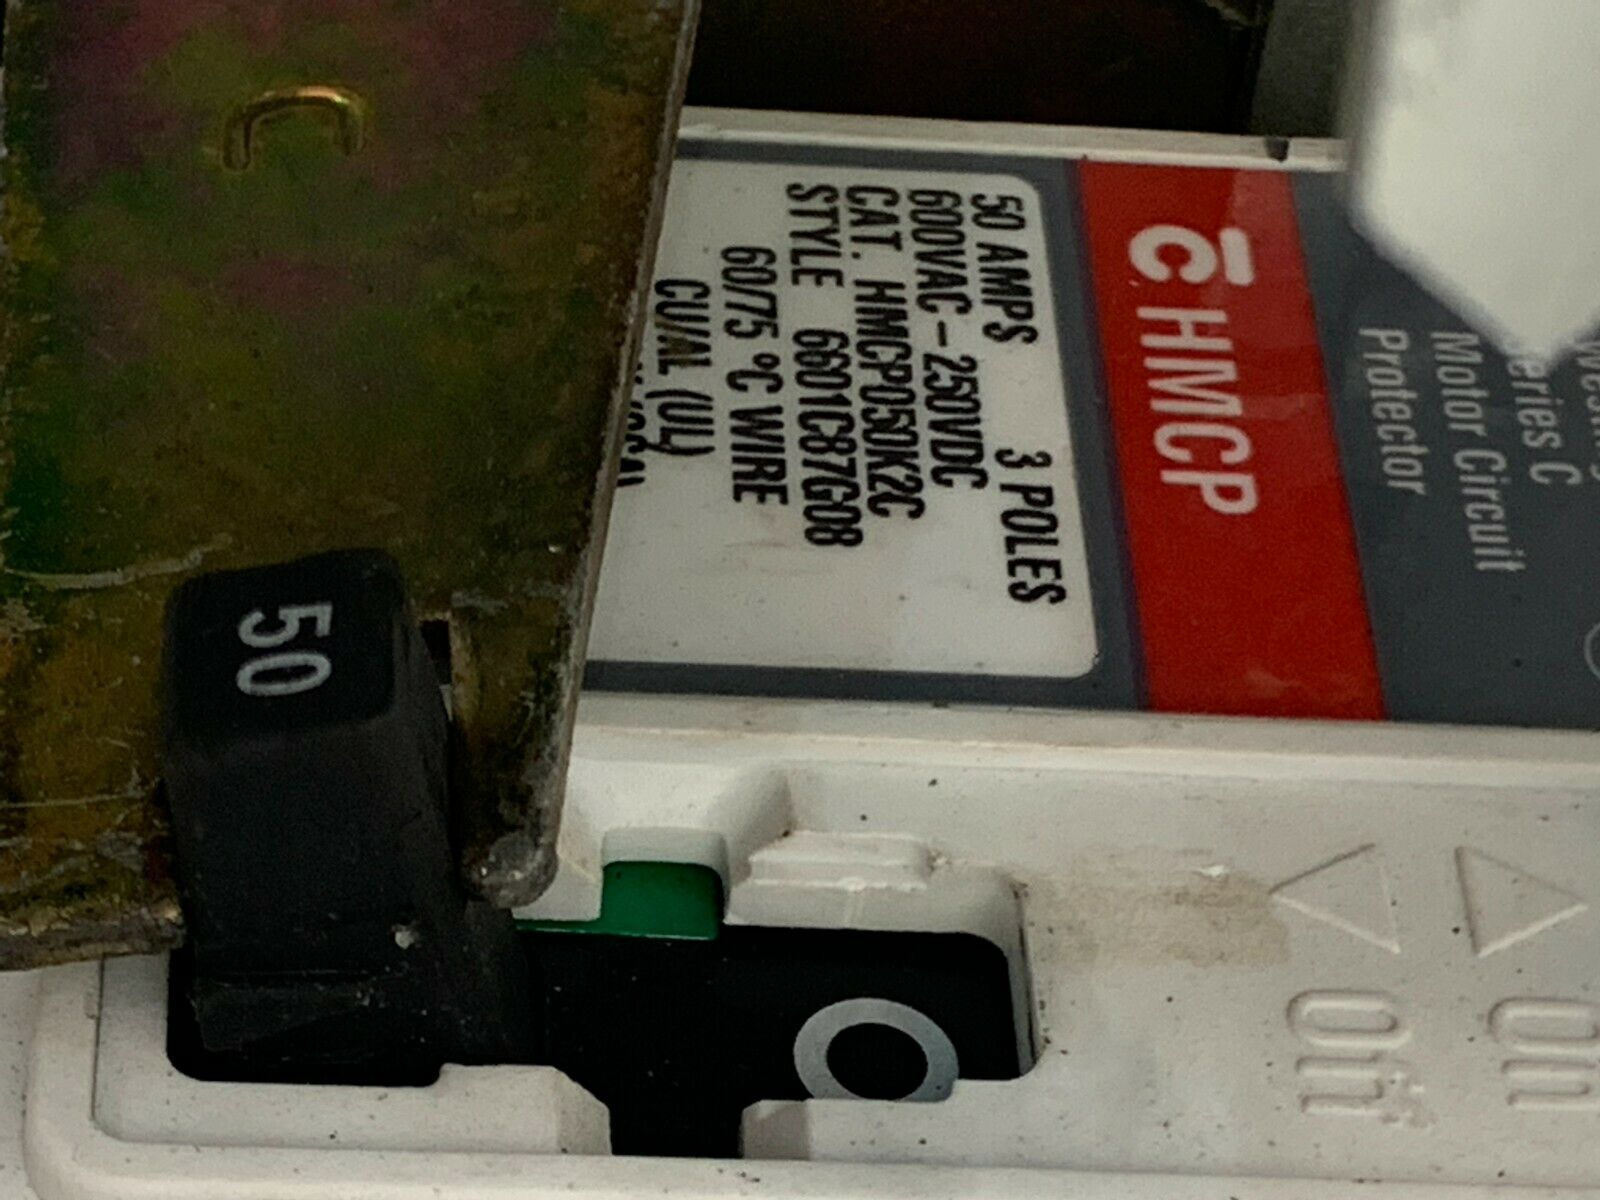 Series C
Motor Circuit
Protector
C HMCP
50 AMPS 3 POLES
600VAC-250VDC
CAT. HMCP050K2C
STYLE 6601C87G08
60/75 °C WIRE
CU/AL (UL)
50
On
Off